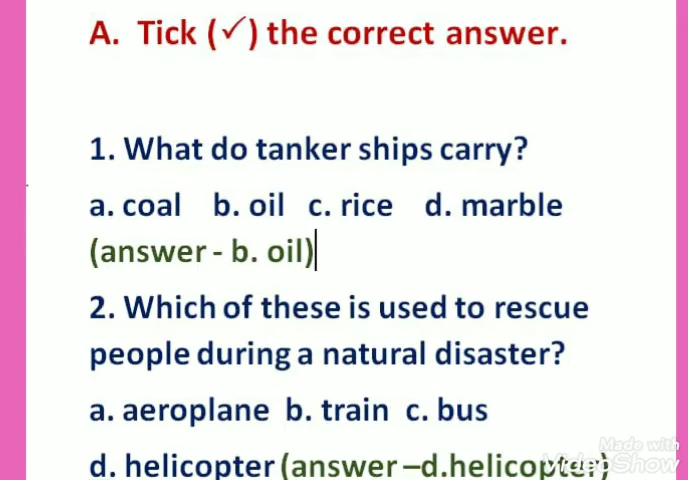 A. Tick (✓) the correct answer.
1. What do tanker ships carry?
a. coal b. oil c. rice d. marble
(answer - b. oil)
2. Which of these is used to rescue
people during a natural disaster?
a. aeroplane b. train c. bus
d. helicopter (answer –d.helicopter)
Made with
VideoShow